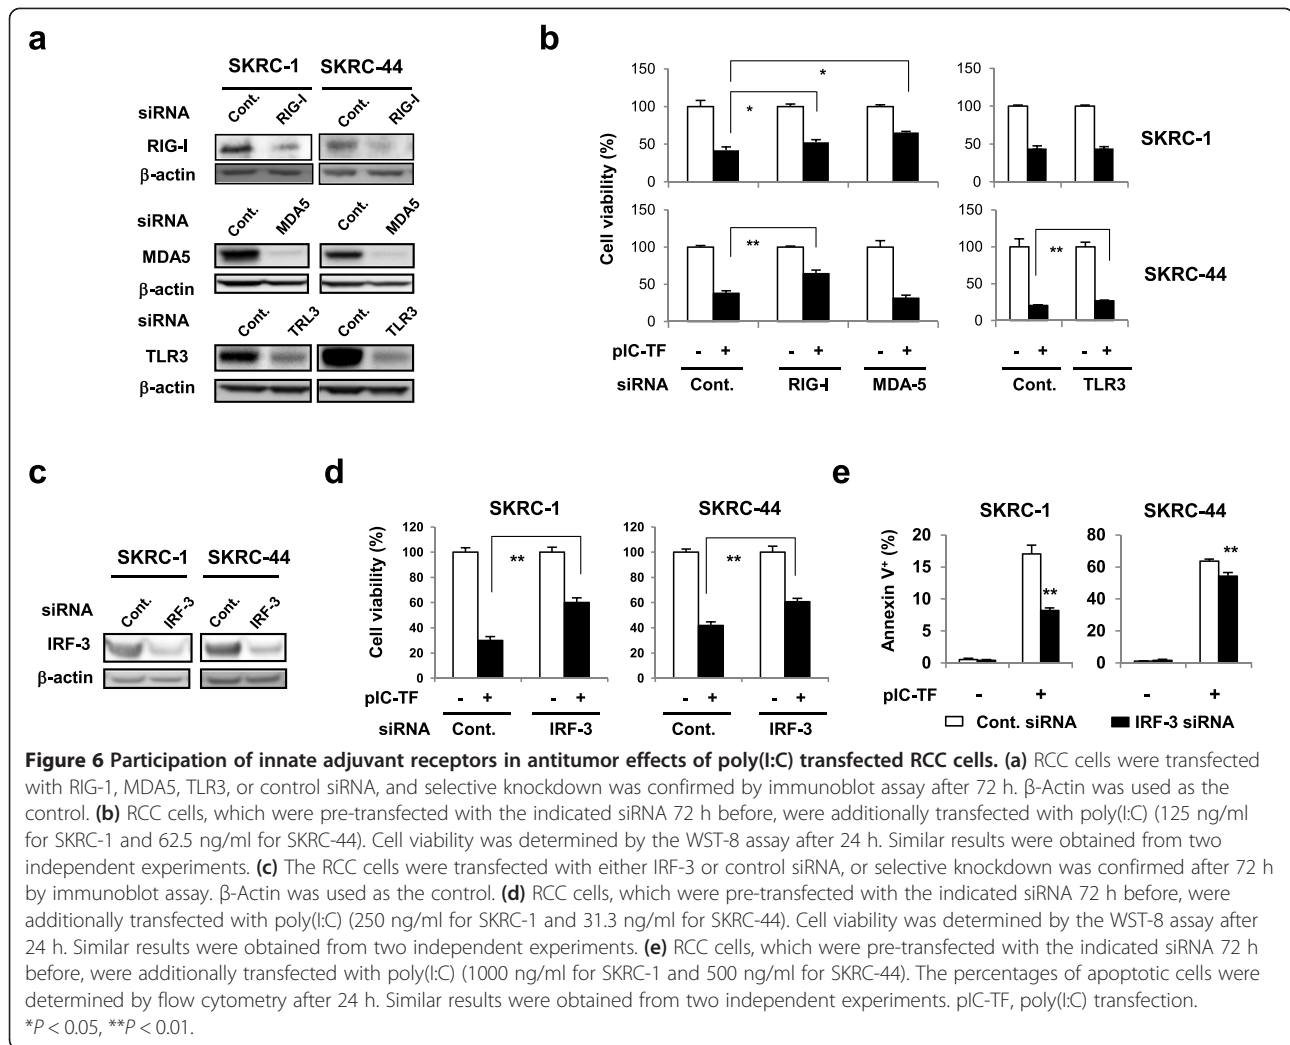 a
SKRC-1 SKRC-44
siRNA Cont. RIG-I Cont. RIG-I
RIG-I
β-actin
siRNA Cont. MDA5 Cont. MDA5
MDA5
β-actin
siRNA Cont. TRL3 Cont. TLR3
TLR3
β-actin
b
Cell viability (%)
* *
100
50
0
100
50
0
SKRC-1
**
100
50
0
**
100
50
0
SKRC-44
pIC-TF - + - + - + - + - +
siRNA Cont. RIG-I MDA-5 Cont. TLR3
c
SKRC-1 SKRC-44
siRNA Cont. IRF-3 Cont. IRF-3
IRF-3
β-actin
d
SKRC-1 SKRC-44
Cell viability (%)
120 120
100 ** 100 **
80 80
60 60
40 40
20 20
0 0
pIC-TF - + - + - + - +
siRNA Cont. IRF-3 Cont. IRF-3
e
SKRC-1 SKRC-44
Annexin V⁺ (%)
20
15
10
5
0
**
80
60
40
20
0
**
- + - +
Cont. siRNA IRF-3 siRNA
Figure 6 Participation of innate adjuvant receptors in antitumor effects of poly(I:C) transfected RCC cells. (a) RCC cells were transfected
with RIG-1, MDA5, TLR3, or control siRNA, and selective knockdown was confirmed by immunoblot assay after 72 h. β-Actin was used as the
control. (b) RCC cells, which were pre-transfected with the indicated siRNA 72 h before, were additionally transfected with poly(I:C) (125 ng/ml
for SKRC-1 and 62.5 ng/ml for SKRC-44). Cell viability was determined by the WST-8 assay after 24 h. Similar results were obtained from two
independent experiments. (c) The RCC cells were transfected with either IRF-3 or control siRNA, or selective knockdown was confirmed after 72 h
by immunoblot assay. β-Actin was used as the control. (d) RCC cells, which were pre-transfected with the indicated siRNA 72 h before, were
additionally transfected with poly(I:C) (250 ng/ml for SKRC-1 and 31.3 ng/ml for SKRC-44). Cell viability was determined by the WST-8 assay after
24 h. Similar results were obtained from two independent experiments. (e) RCC cells, which were pre-transfected with the indicated siRNA 72 h
before, were additionally transfected with poly(I:C) (1000 ng/ml for SKRC-1 and 500 ng/ml for SKRC-44). The percentages of apoptotic cells were
determined by flow cytometry after 24 h. Similar results were obtained from two independent experiments. pIC-TF, poly(I:C) transfection.
*P < 0.05, **P < 0.01.